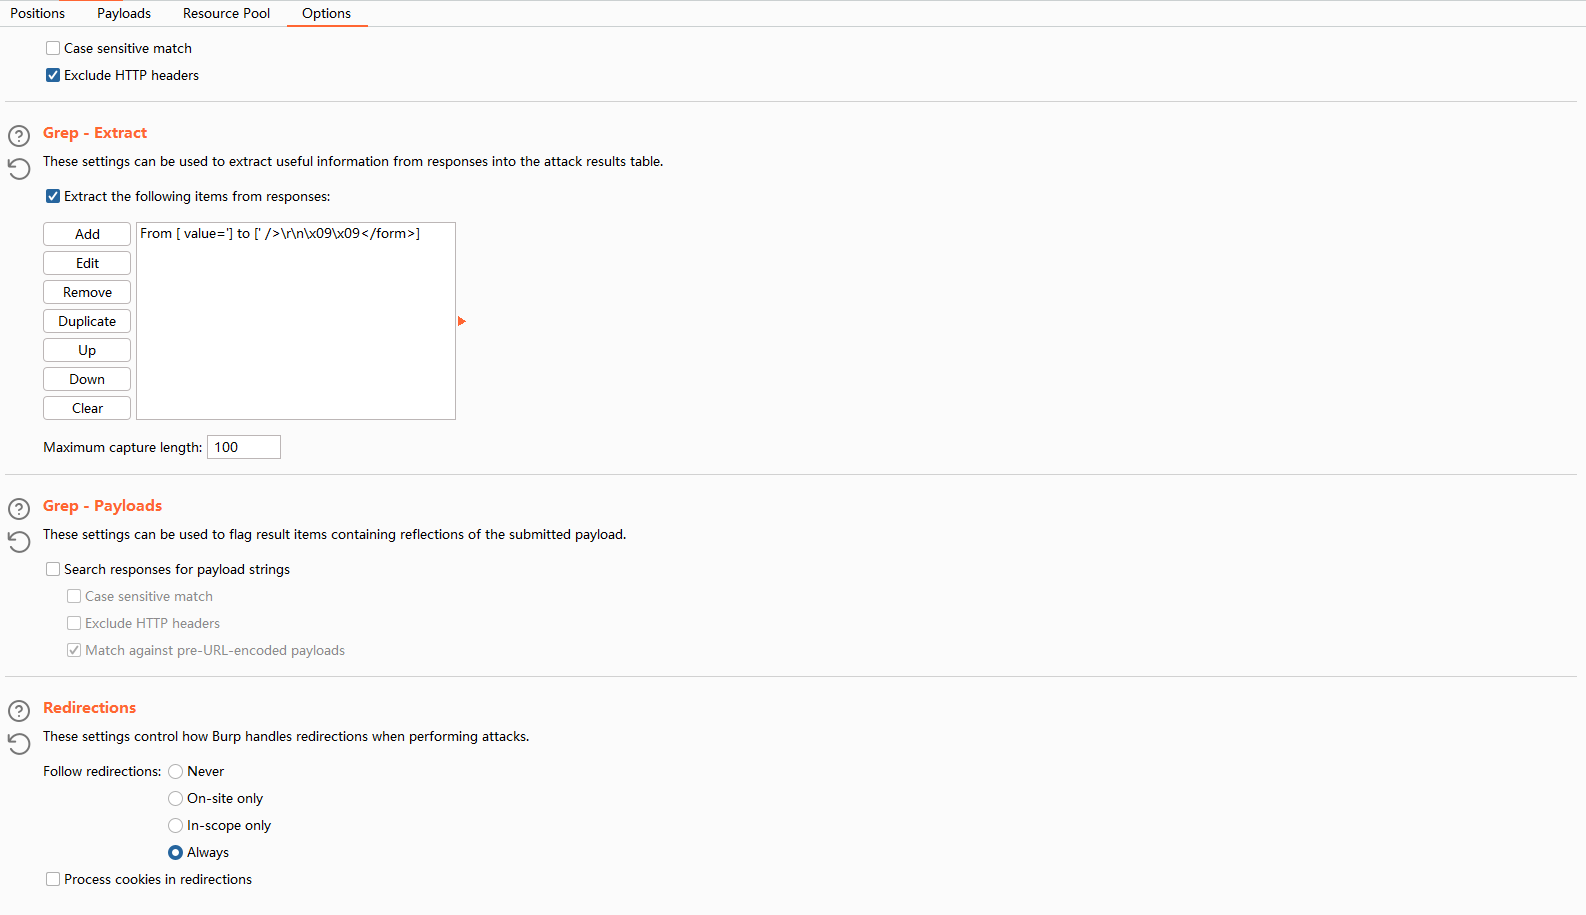 Positions Payloads Resource Pool Options
Case sensitive match
Exclude HTTP headers
Grep - Extract
These settings can be used to extract useful information from responses into the attack results table.
Extract the following items from responses:
Add
From [ value='] to [' />\r\n\x09\x09</form>]
Edit
Remove
Duplicate
Up
Down
Clear
Maximum capture length: 100
Grep - Payloads
These settings can be used to flag result items containing reflections of the submitted payload.
Search responses for payload strings
Case sensitive match
Exclude HTTP headers
Match against pre-URL-encoded payloads
Redirections
These settings control how Burp handles redirections when performing attacks.
Follow redirections: Never
On-site only
In-scope only
Always
Process cookies in redirections